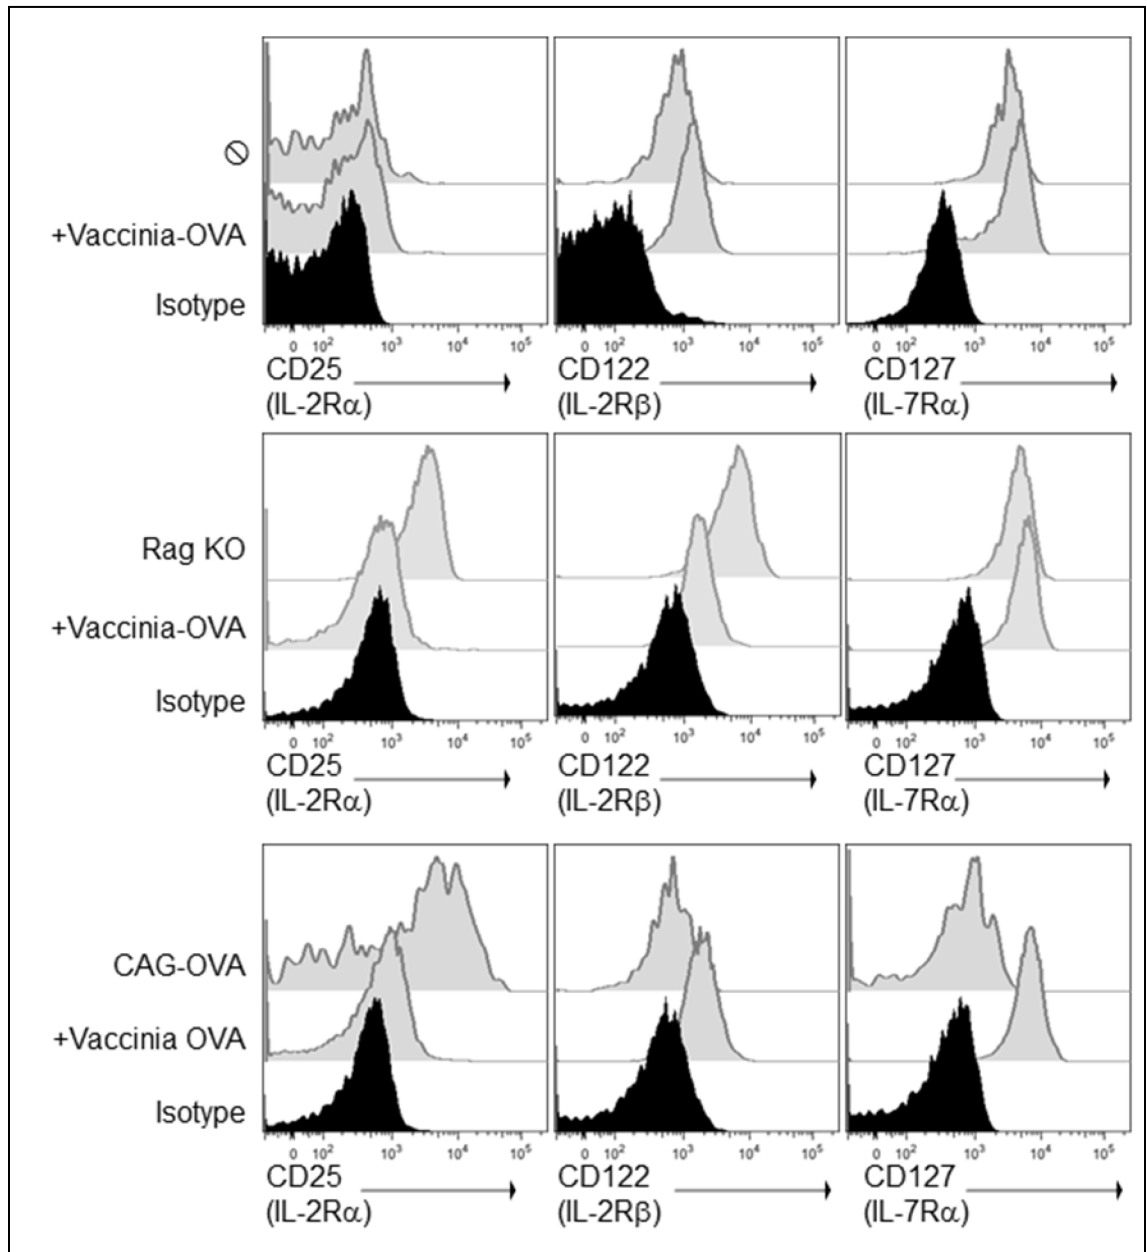 ⊘
+Vaccinia-OVA
Isotype
0 10² 10³ 10⁴ 10⁵
0 10² 10³ 10⁴ 10⁵
0 10² 10³ 10⁴ 10⁵
CD25
(IL-2Rα)
CD122
(IL-2Rβ)
CD127
(IL-7Rα)
Rag KO
+Vaccinia-OVA
Isotype
0 10² 10³ 10⁴ 10⁵
0 10² 10³ 10⁴ 10⁵
0 10² 10³ 10⁴ 10⁵
CD25
(IL-2Rα)
CD122
(IL-2Rβ)
CD127
(IL-7Rα)
CAG-OVA
+Vaccinia OVA
Isotype
0 10² 10³ 10⁴ 10⁵
0 10² 10³ 10⁴ 10⁵
0 10² 10³ 10⁴ 10⁵
CD25
(IL-2Rα)
CD122
(IL-2Rβ)
CD127
(IL-7Rα)